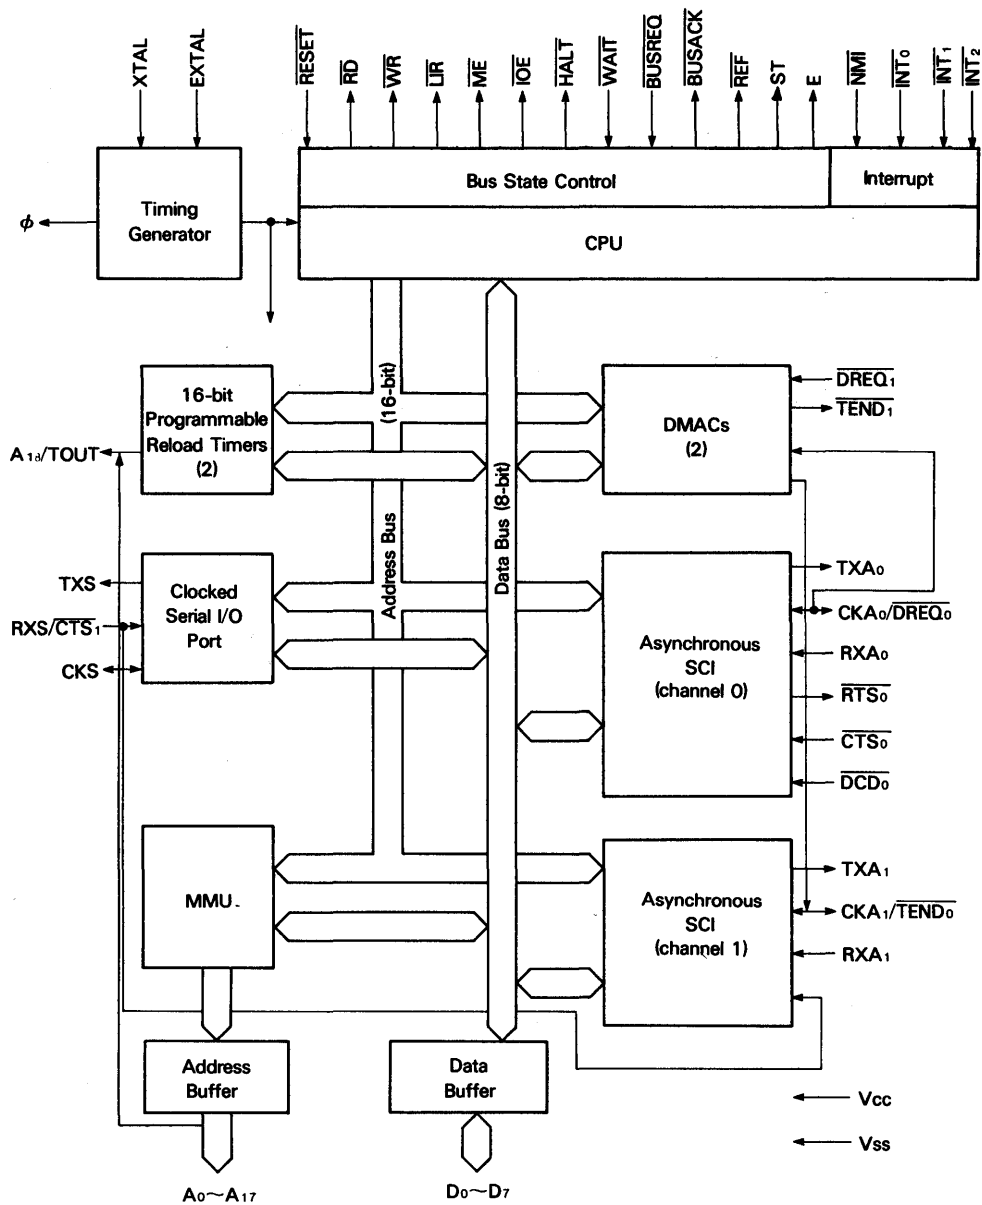 XTAL
EXTAL
RESET
RD
WR
LIR
ME
IOE
HALT
WAIT
BUSREQ
BUSACK
REF
ST
E
NMI
INT0
INT1
INT2
Timing
Generator
Bus State Control
Interrupt
CPU
ϕ
16-bit
Programmable
Reload Timers
(2)
A18/TOUT
(16-bit)
Address Bus
Data Bus (8-bit)
DMACs
(2)
DREQ1
TEND1
TXS
RXS/CTS1
CKS
Clocked
Serial I/O
Port
Asynchronous
SCI
(channel 0)
TXA0
CKA0/DREQ0
RXA0
RTS0
CTS0
DCD0
MMU
Asynchronous
SCI
(channel 1)
TXA1
CKA1/TEND0
RXA1
Address
Buffer
Data
Buffer
Vcc
Vss
A0~A17
D0~D7